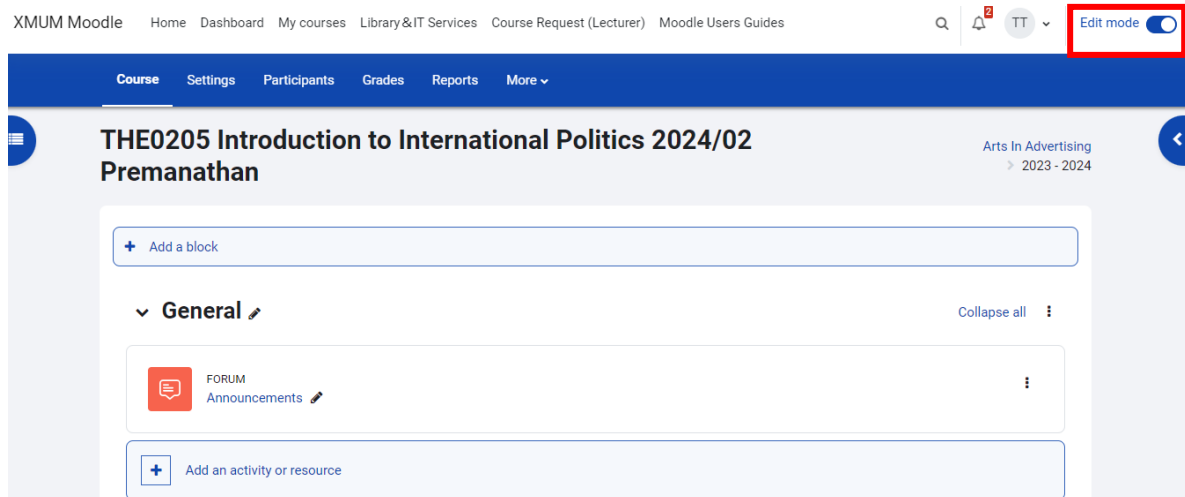 XMUM Moodle Home Dashboard My courses Library & IT Services Course Request (Lecturer) Moodle Users Guides 2 TT Edit mode
Course Settings Participants Grades Reports More
THE0205 Introduction to International Politics 2024/02
Premanathan
Arts In Advertising
2023 - 2024
+ Add a block
General
Collapse all
FORUM
Announcements
+ Add an activity or resource